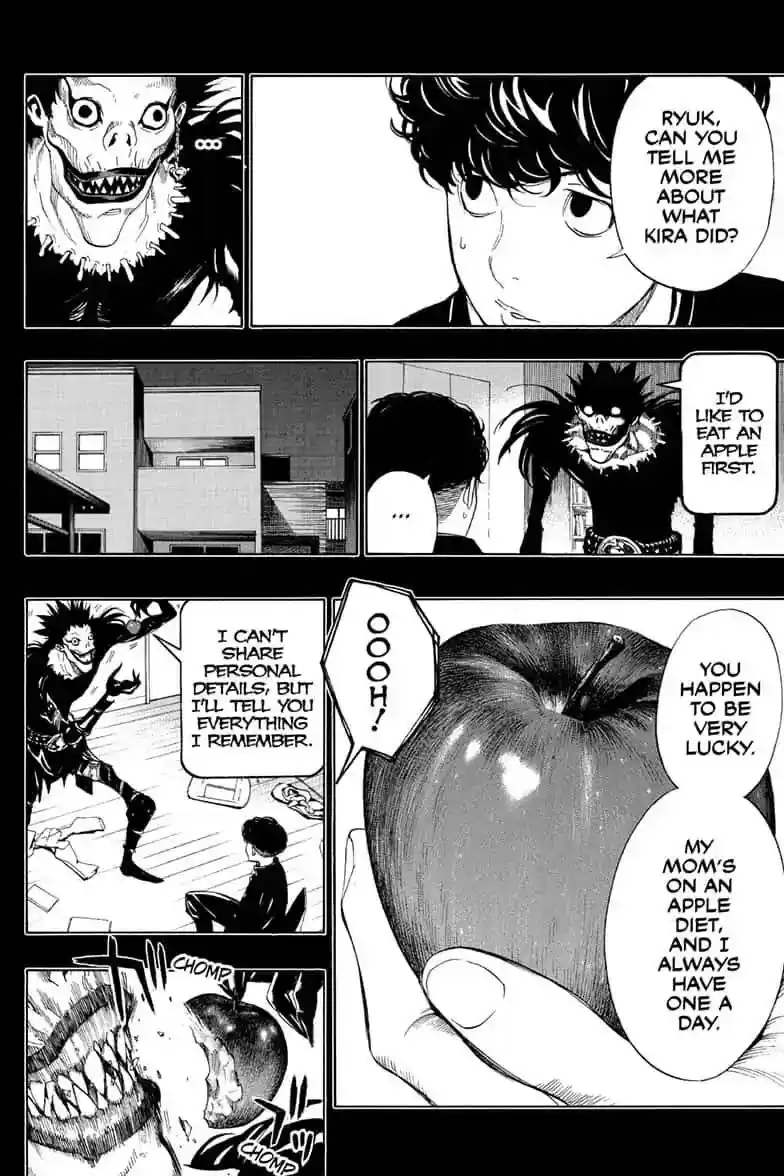 RYUK,
CAN YOU
TELL ME
MORE
ABOUT
WHAT
KIRA DID?
...
I'D
LIKE TO
EAT AN
APPLE
FIRST.
...
YOU
HAPPEN
TO BE
VERY
LUCKY.
MY
MOM'S
ON AN
APPLE
DIET,
AND I
ALWAYS
HAVE
ONE A
DAY.
OOOH!
I CAN'T
SHARE
PERSONAL
DETAILS, BUT
I'LL TELL YOU
EVERYTHING
I REMEMBER.
CHOMP
CHOMP